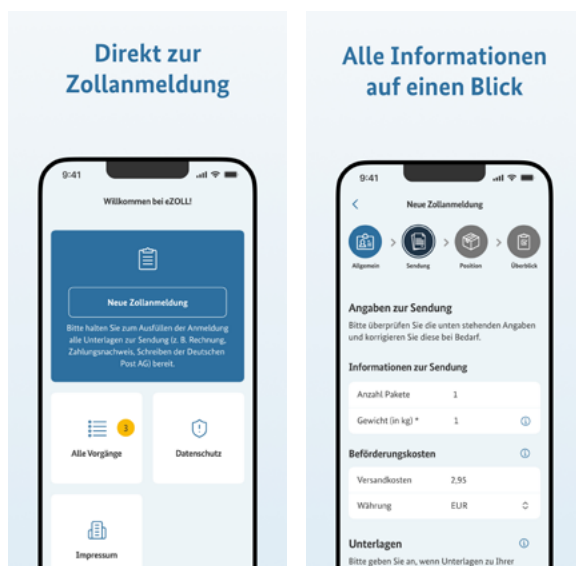 Direkt zur
Zollanmeldung
9:41
Willkommen bei eZOLL!
Neue Zollanmeldung
Bitte halten Sie zum Ausfüllen der Anmeldung
alle Unterlagen zur Sendung (z. B. Rechnung,
Zahlungsnachweis, Schreiben der Deutschen
Post AG) bereit.
3
Alle Vorgänge
Datenschutz
Impressum
Alle Informationen
auf einen Blick
9:41
Neue Zollanmeldung
Allgemein
Sendung
Position
Überblick
Angaben zur Sendung
Bitte überprüfen Sie die unten stehenden Angaben
und korrigieren Sie diese bei Bedarf.
Informationen zur Sendung
Anzahl Pakete 1
Gewicht (in kg) * 1
Beförderungskosten
Versandkosten 2,95
Währung EUR
Unterlagen
Bitte geben Sie an, wenn Unterlagen zu Ihrer